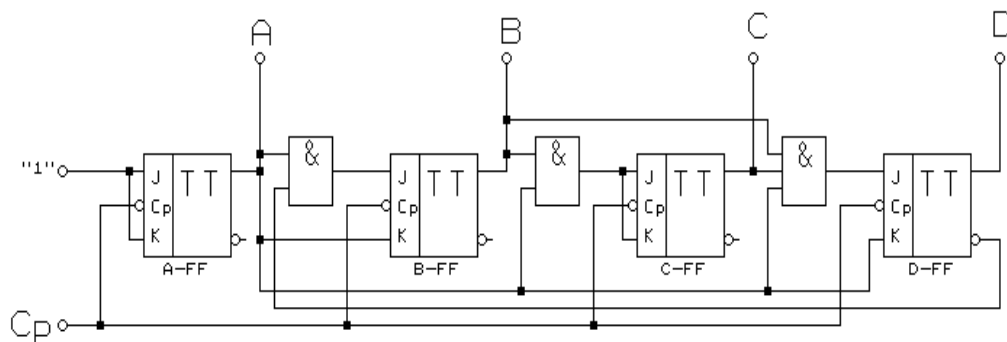 A B C D
& & &
"1" J TT J TT J TT J TT
Cp Cp Cp Cp
K K K K
A-FF B-FF C-FF D-FF
Cp